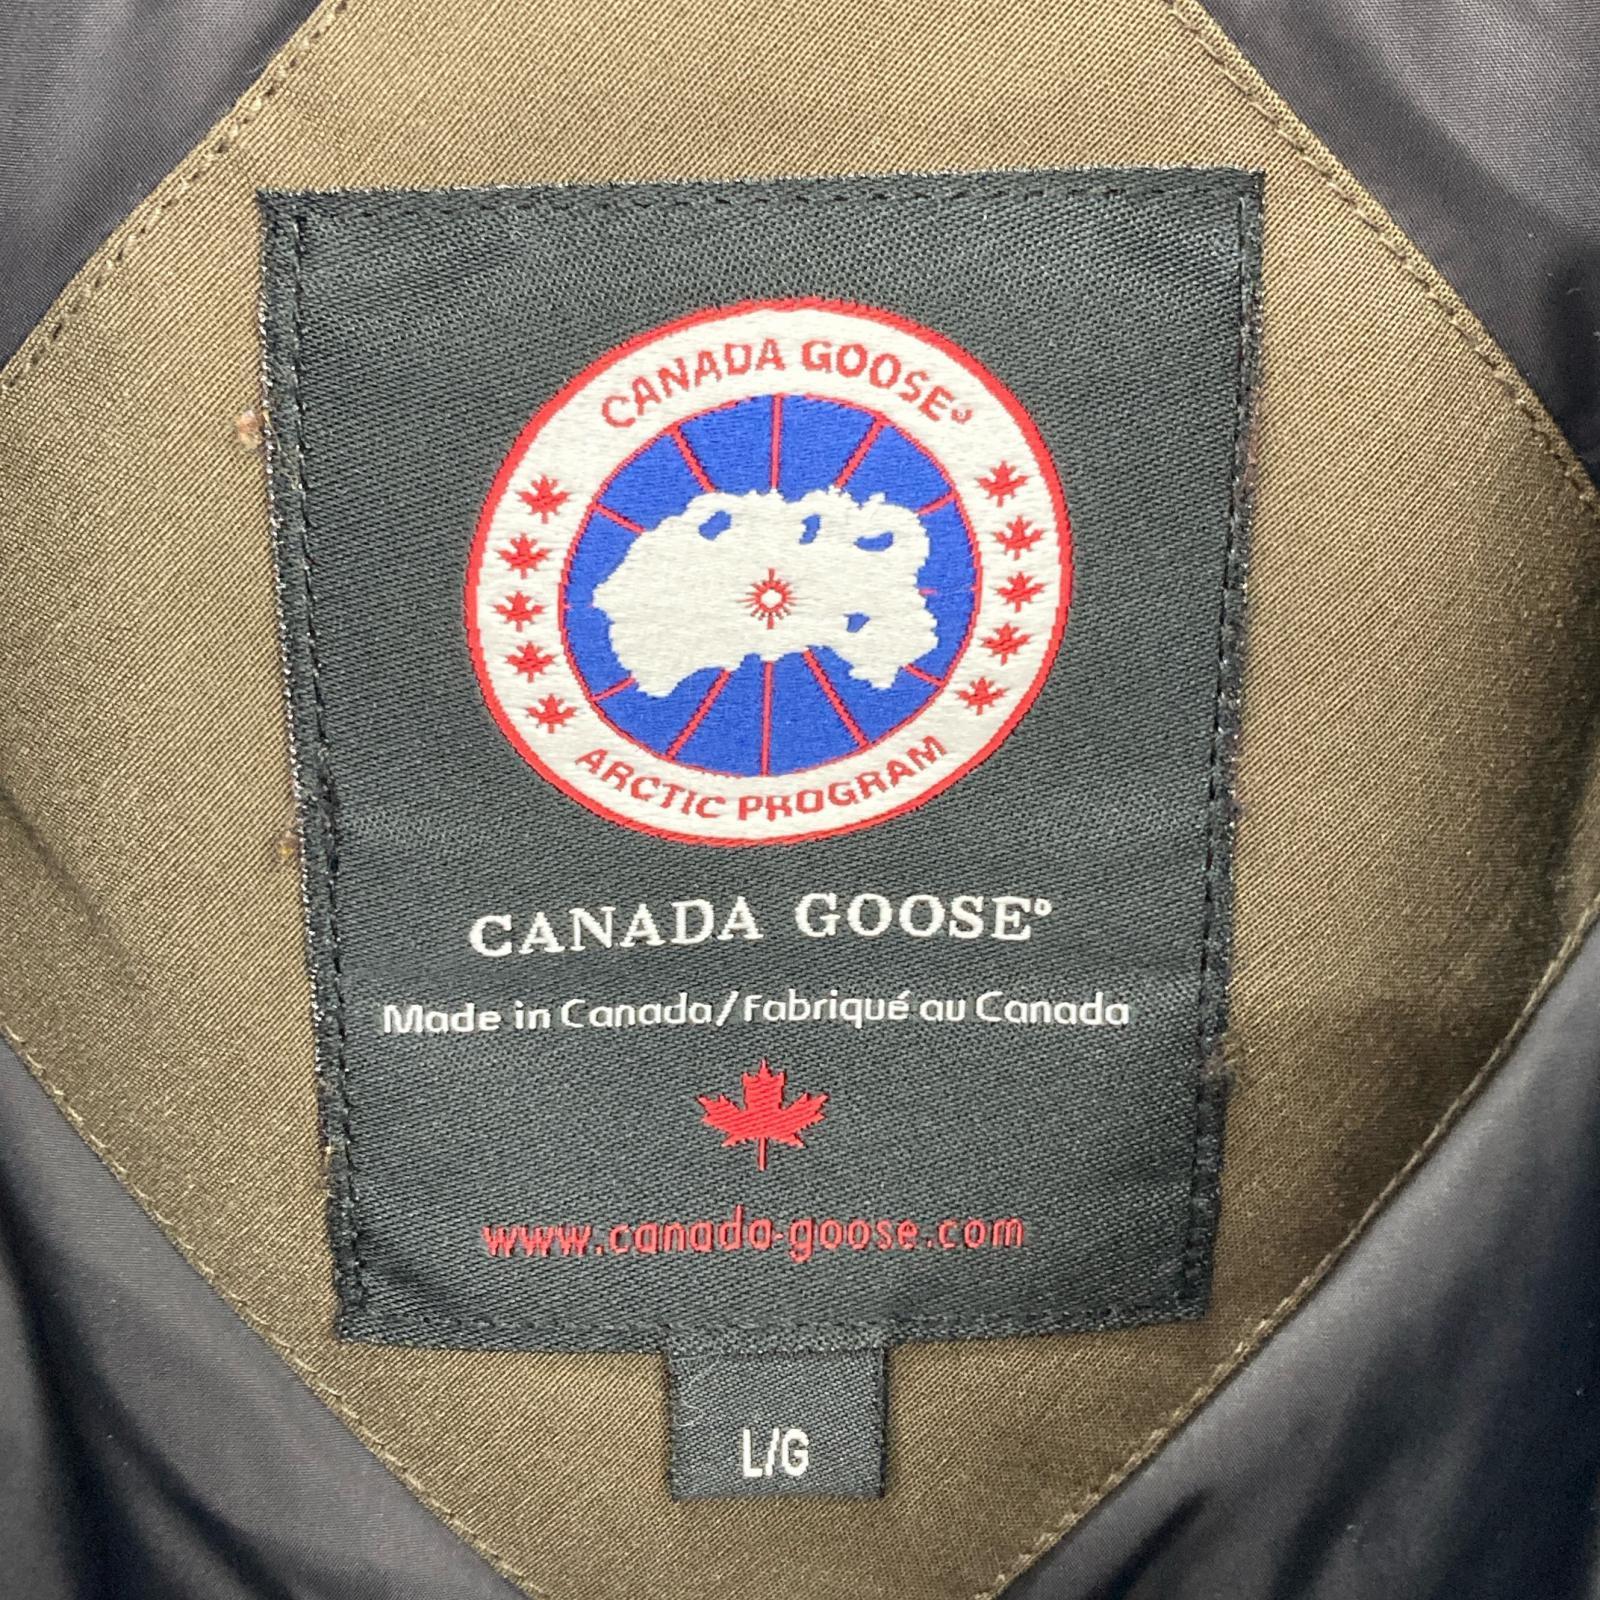 CANADA GOOSE®
ARCTIC PROGRAM
CANADA GOOSE®
Made in Canada/Fabriqué au Canada
www.canada-goose.com
L/G